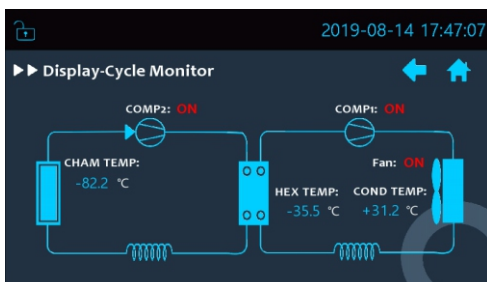 2019-08-14 17:47:07
▶▶ Display-Cycle Monitor
COMP2: ON
COMP1: ON
CHAM TEMP:
-82.2 ℃
Fan: ON
HEX TEMP:
-35.5 ℃
COND TEMP:
+31.2 ℃